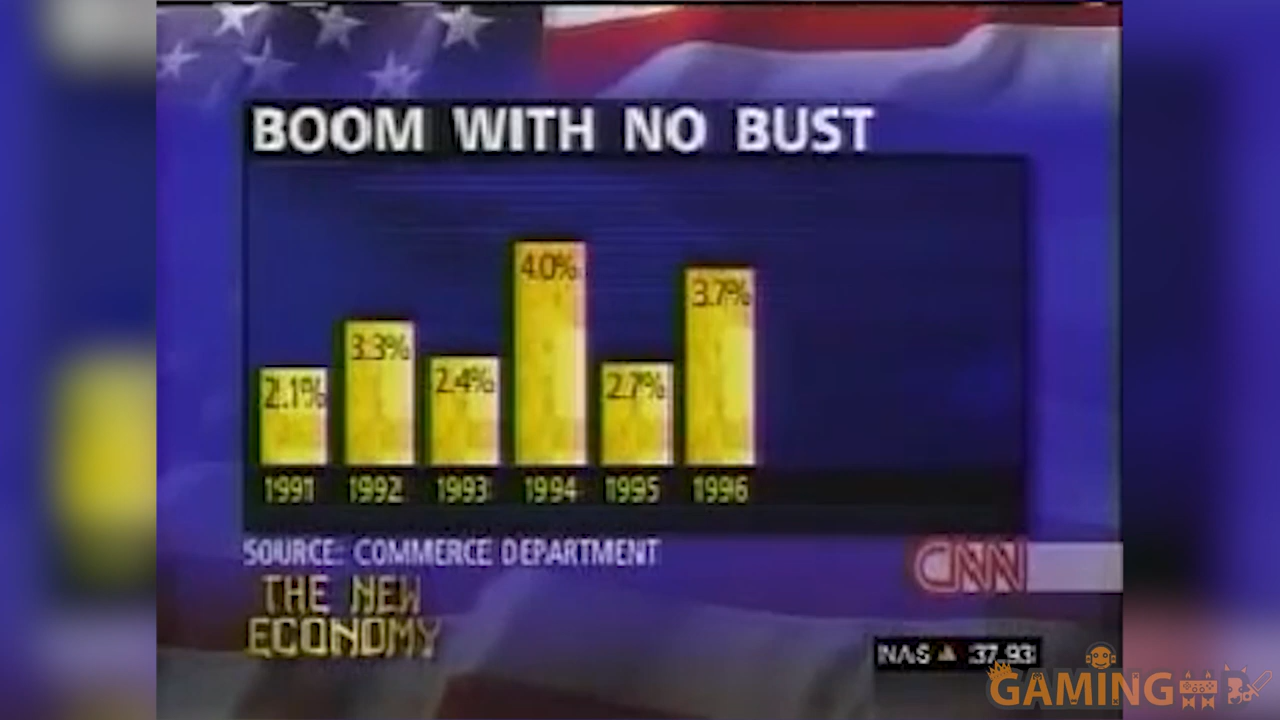 BOOM WITH NO BUST
4.0%
3.7%
3.3%
2.4%
2.7%
2.1%
1991 1992 1993 1994 1995 1996
SOURCE: COMMERCE DEPARTMENT
CNN
THE NEW
ECONOMY
NAS ▲ 37.93
GAMING